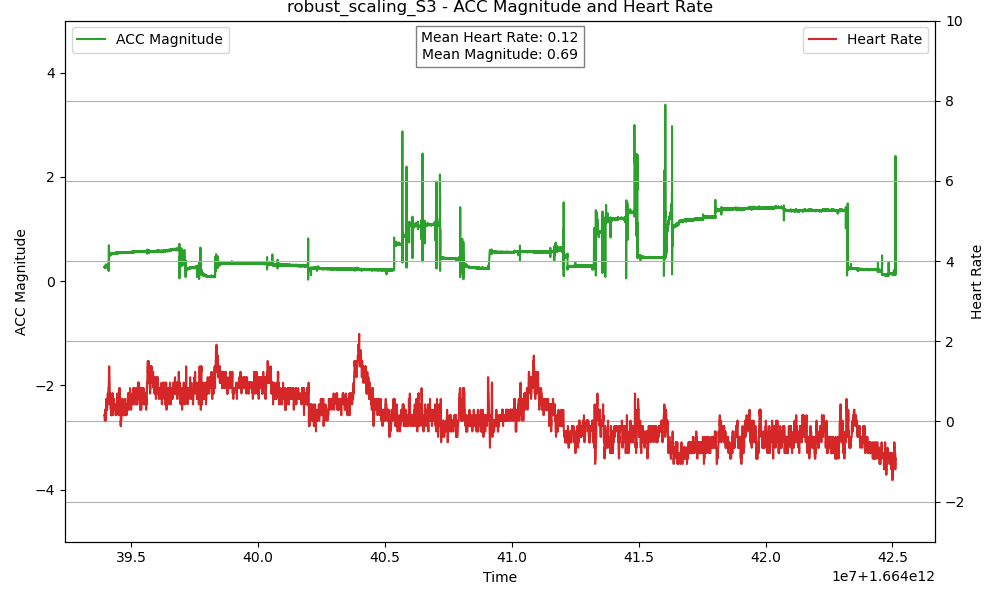 robust_scaling_S3 - ACC Magnitude and Heart Rate
ACC Magnitude
Mean Heart Rate: 0.12
Mean Magnitude: 0.69
Heart Rate
4
2
0
−2
−4
ACC Magnitude
10
8
6
4
2
0
−2
Heart Rate
39.5 40.0 40.5 41.0 41.5 42.0 42.5
Time
1e7+1.664e12